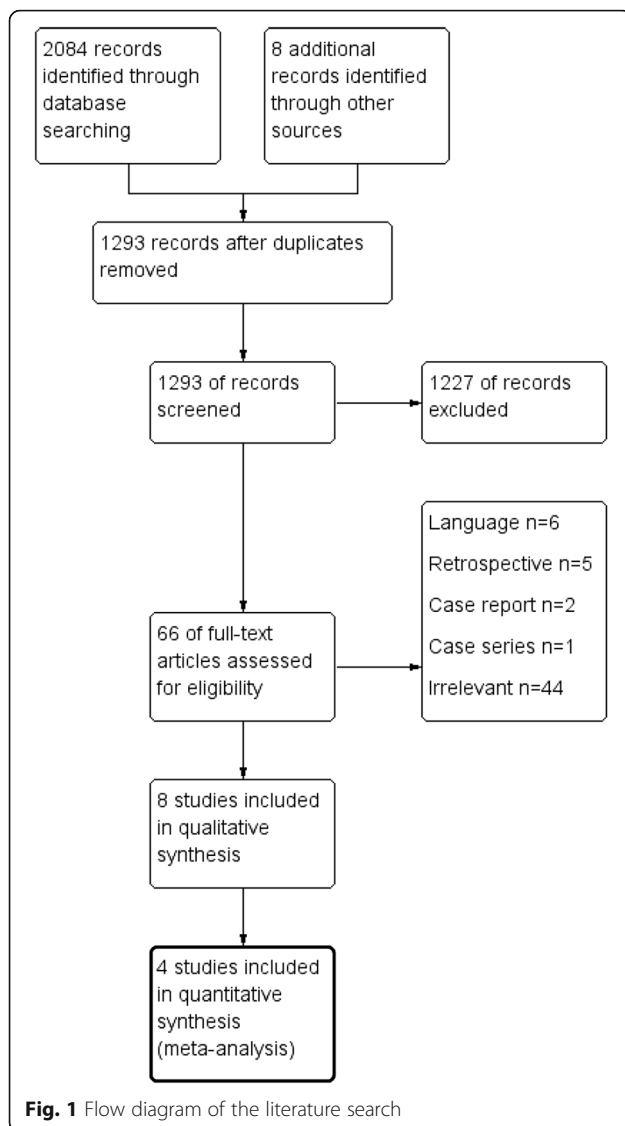 2084 records
identified through
database
searching
8 additional
records identified
through other
sources
1293 records after duplicates
removed
1293 of records
screened
1227 of records
excluded
Language n=6
Retrospective n=5
Case report n=2
Case series n=1
Irrelevant n=44
66 of full-text
articles assessed
for eligibility
8 studies included
in qualitative
synthesis
4 studies included
in quantitative
synthesis
(meta-analysis)
Fig. 1 Flow diagram of the literature search